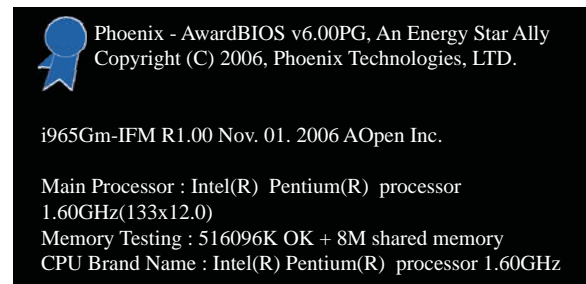 Phoenix - AwardBIOS v6.00PG, An Energy Star Ally
Copyright (C) 2006, Phoenix Technologies, LTD.
i965Gm-IFM R1.00 Nov. 01. 2006 AOpen Inc.
Main Processor : Intel(R) Pentium(R) processor
1.60GHz(133x12.0)
Memory Testing : 516096K OK + 8M shared memory
CPU Brand Name : Intel(R) Pentium(R) processor 1.60GHz